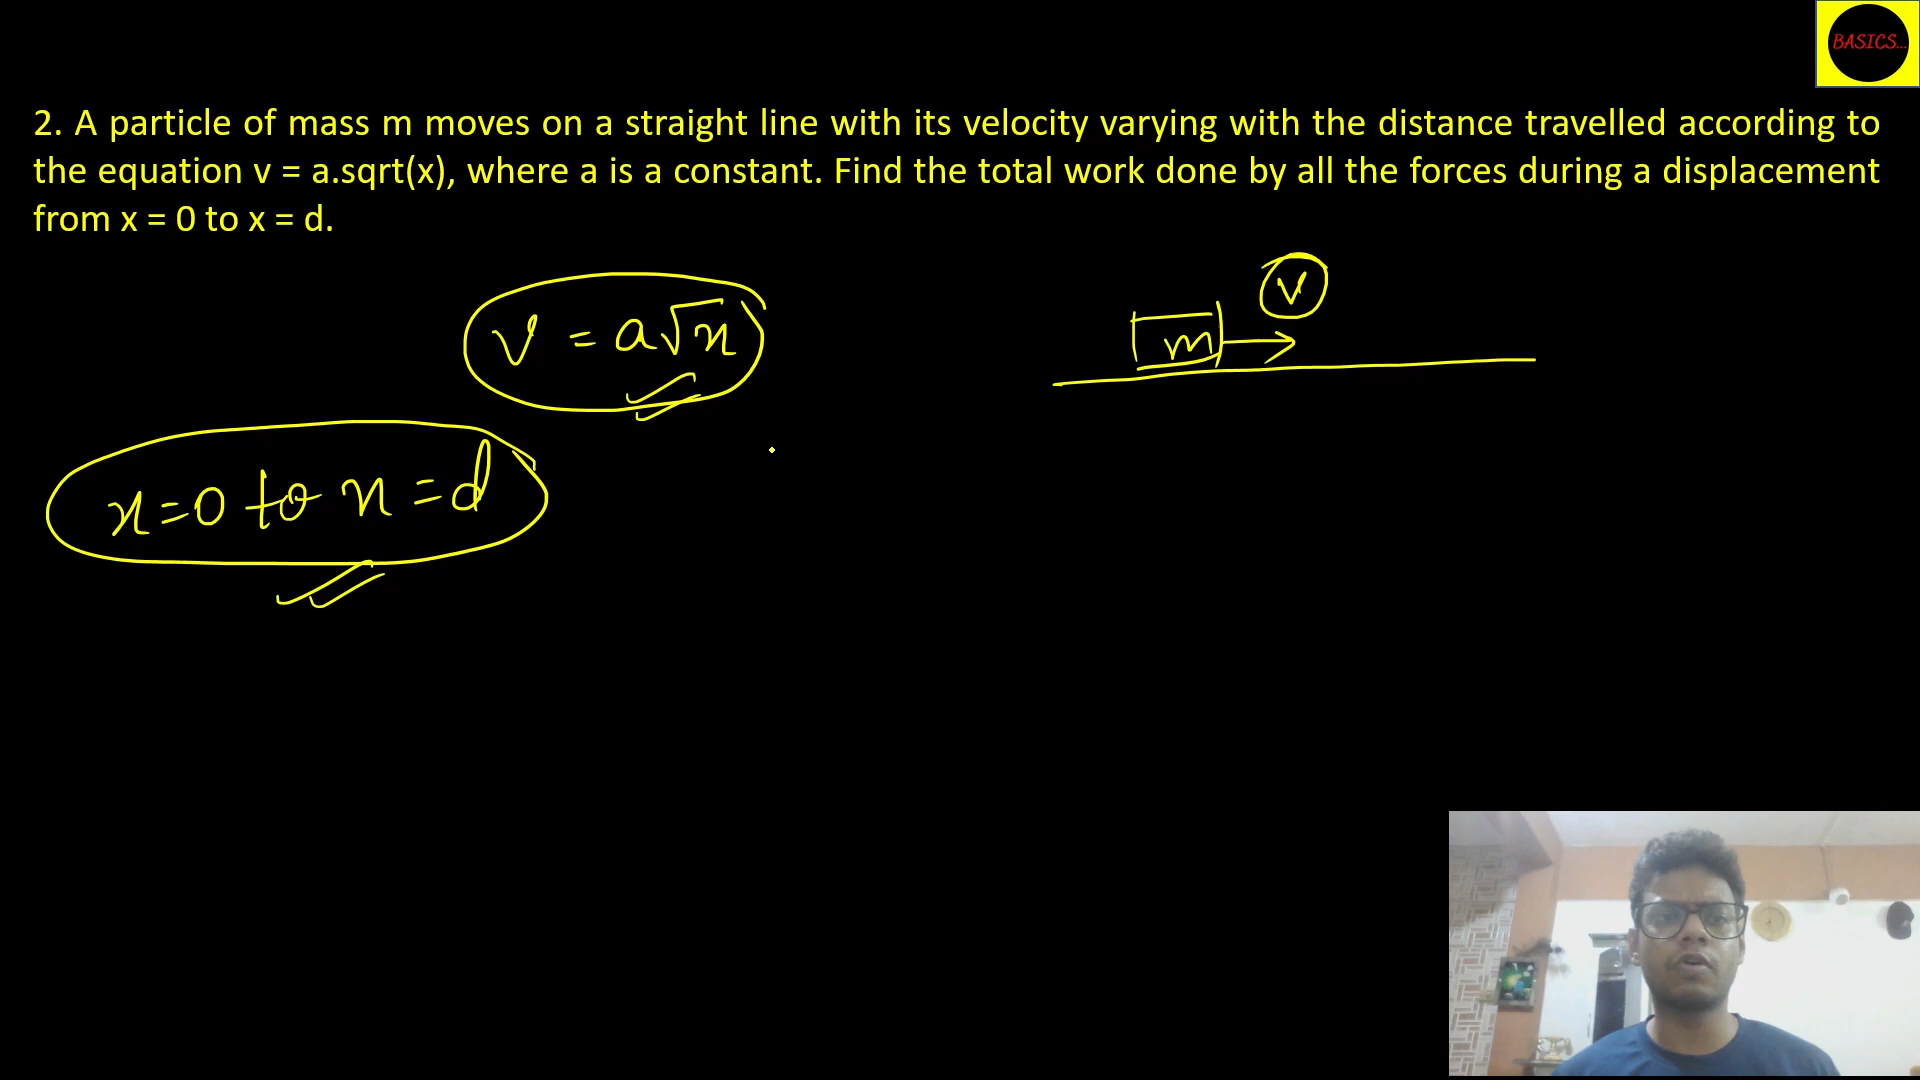 BASICS...
2. A particle of mass m moves on a straight line with its velocity varying with the distance travelled according to
the equation v = a.sqrt(x), where a is a constant. Find the total work done by all the forces during a displacement
from x = 0 to x = d.
v
v = a√x
m
x=0 to x = d